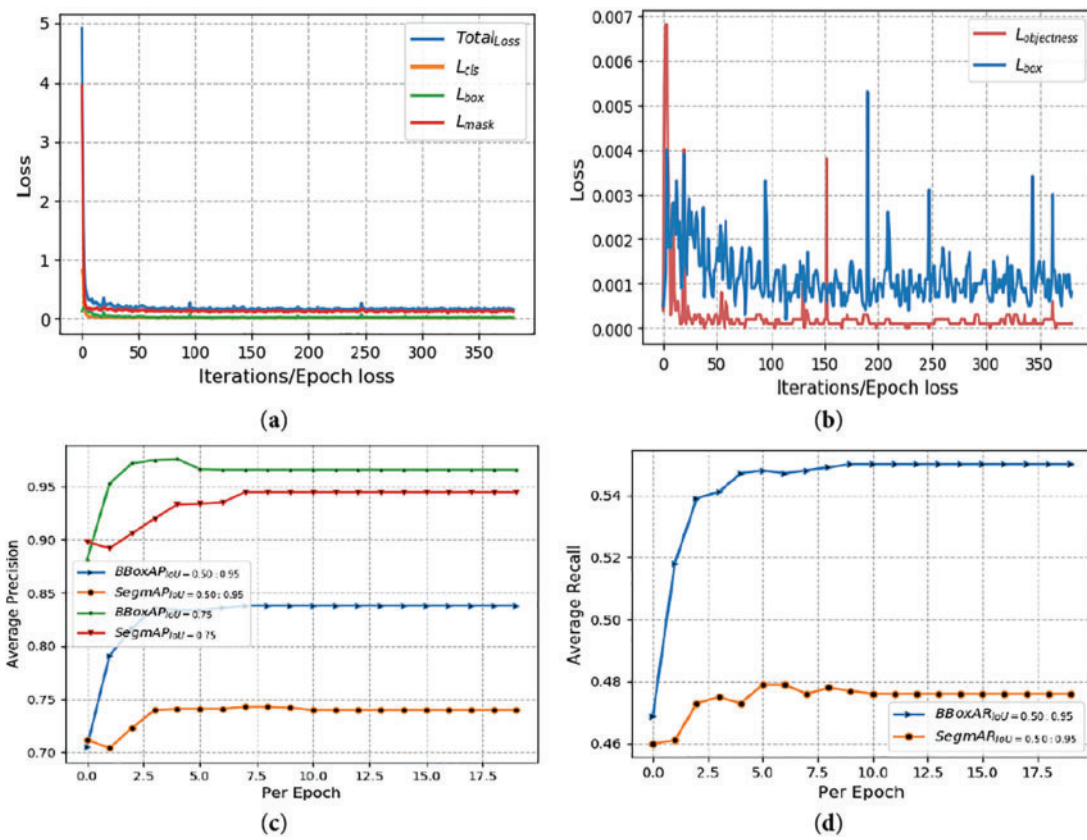 5
4
3
2
1
0
Loss
Total_Loss
L_cls
L_box
L_mask
0 50 100 150 200 250 300 350
Iterations/Epoch loss
(a)
0.007
0.006
0.005
0.004
0.003
0.002
0.001
0.000
Loss
L_objectness
L_box
0 50 100 150 200 250 300 350
Iterations/Epoch loss
(b)
0.95
0.90
0.85
0.80
0.75
0.70
Average Precision
BBoxAP_IoU=0.50:0.95
SegmAP_IoU=0.50:0.95
BBoxAP_IoU=0.75
SegmAP_IoU=0.75
0.0 2.5 5.0 7.5 10.0 12.5 15.0 17.5
Per Epoch
(c)
0.54
0.52
0.50
0.48
0.46
Average Recall
BBoxAR_IoU=0.50:0.95
SegmAR_IoU=0.50:0.95
0.0 2.5 5.0 7.5 10.0 12.5 15.0 17.5
Per Epoch
(d)